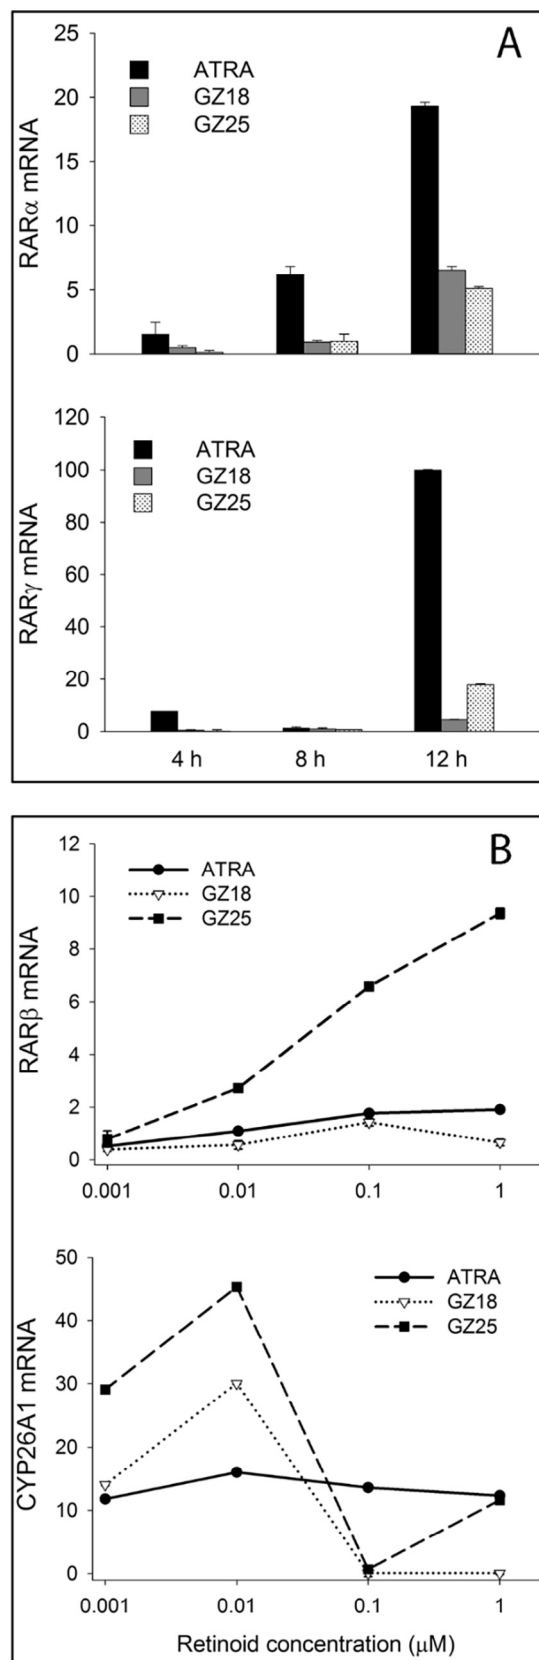 A
25
20
15
10
5
0
RARα mRNA
ATRA
GZ18
GZ25
120
100
80
60
40
20
0
RARγ mRNA
ATRA
GZ18
GZ25
4 h 8 h 12 h
B
12
10
8
6
4
2
0
RARβ mRNA
ATRA
GZ18
GZ25
0.001 0.01 0.1 1
50
40
30
20
10
0
CYP26A1 mRNA
ATRA
GZ18
GZ25
0.001 0.01 0.1 1
Retinoid concentration (μM)